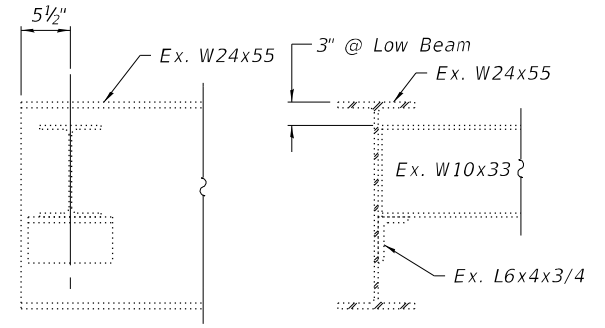 5½"
Ex. W24x55
3" @ Low Beam
Ex. W24x55
Ex. W10x33
Ex. L6x4x3/4